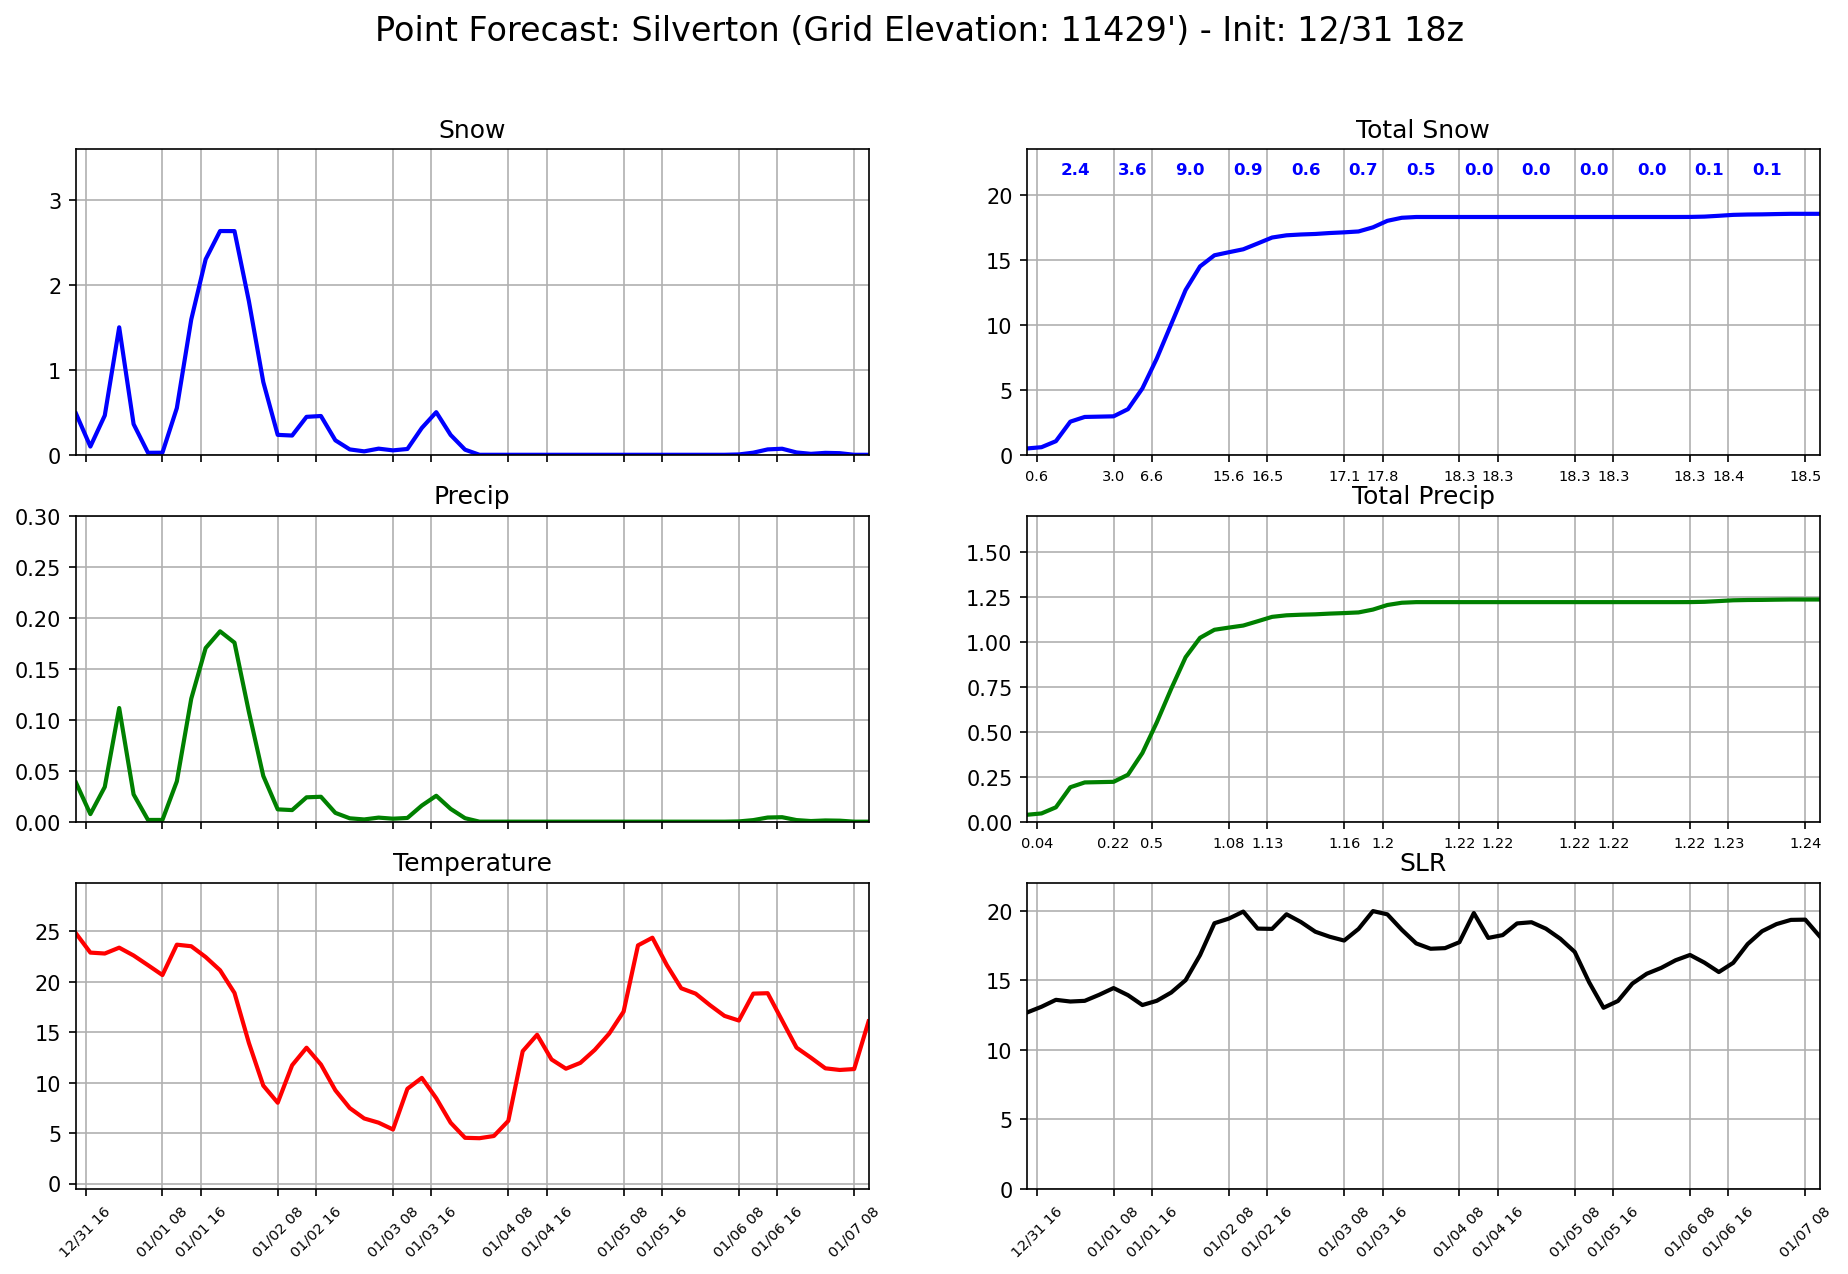 Point Forecast: Silverton (Grid Elevation: 11429') - Init: 12/31 18z
Snow
3
2
1
0
Total Snow
2.4 3.6 9.0 0.9 0.6 0.7 0.5 0.0 0.0 0.0 0.0 0.1 0.1
20
15
10
5
0
0.6 3.0 6.6 15.6 16.5 17.1 17.8 18.3 18.3 18.3 18.3 18.3 18.4 18.5
Precip
0.30
0.25
0.20
0.15
0.10
0.05
0.00
Total Precip
1.50
1.25
1.00
0.75
0.50
0.25
0.00
0.04 0.22 0.5 1.08 1.13 1.16 1.2 1.22 1.22 1.22 1.22 1.22 1.23 1.24
Temperature
25
20
15
10
5
0
12/31 16 01/01 08 01/01 16 01/02 08 01/02 16 01/03 08 01/03 16 01/04 08 01/04 16 01/05 08 01/05 16 01/06 08 01/06 16 01/07 08
SLR
20
15
10
5
0
12/31 16 01/01 08 01/01 16 01/02 08 01/02 16 01/03 08 01/03 16 01/04 08 01/04 16 01/05 08 01/05 16 01/06 08 01/06 16 01/07 08